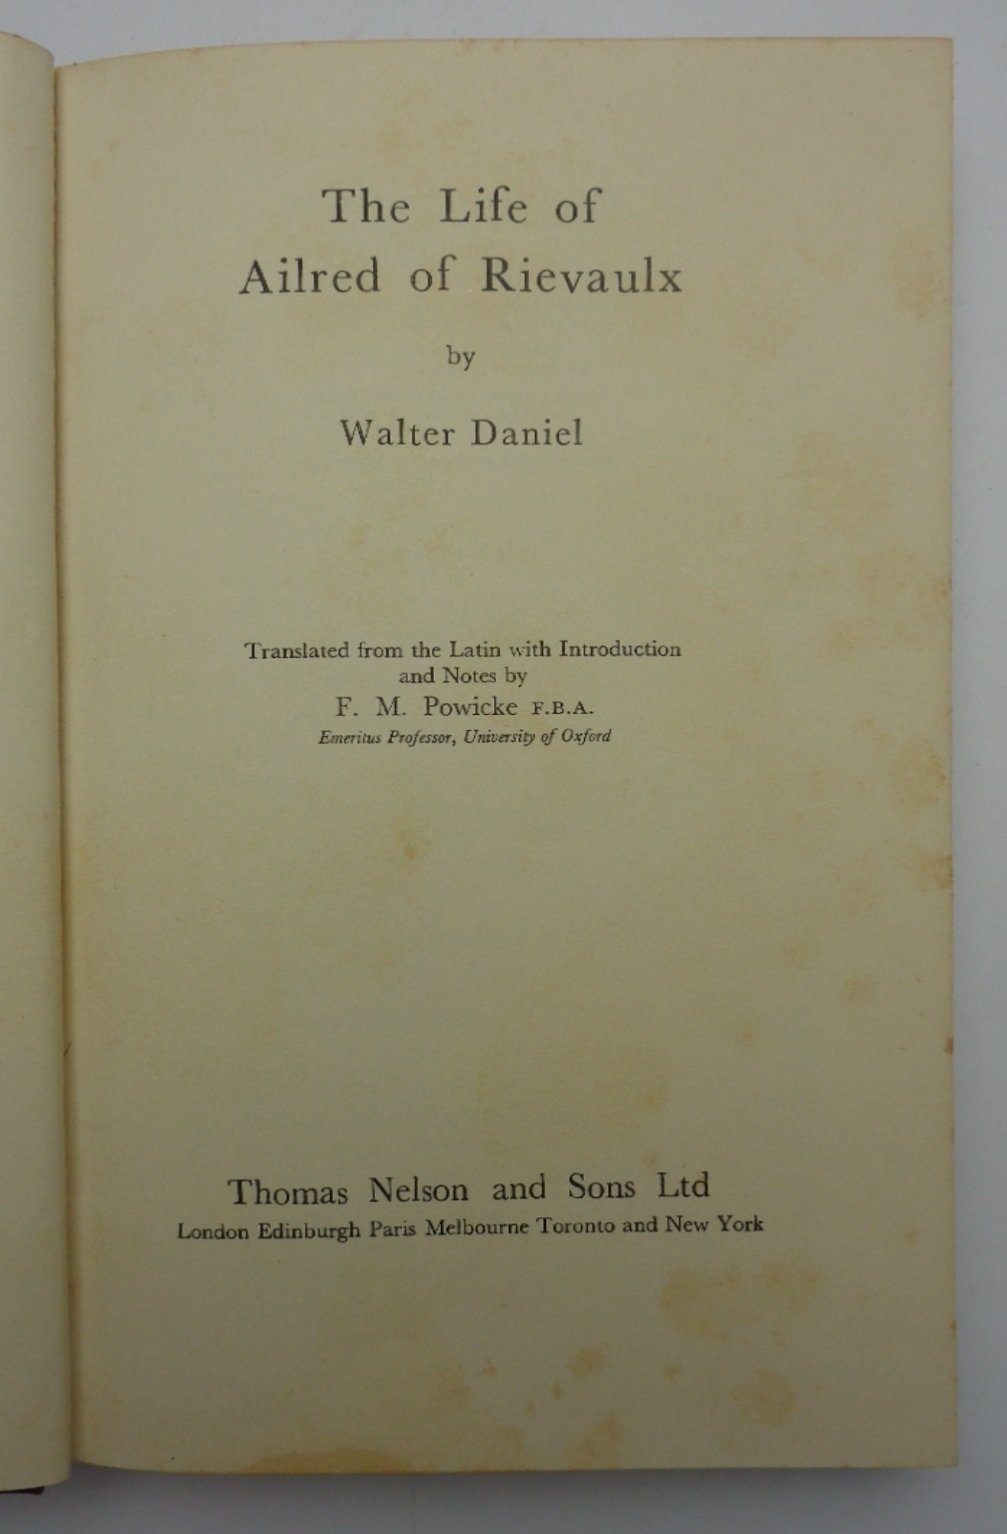 The Life of
Ailred of Rievaulx
by
Walter Daniel
Translated from the Latin with Introduction
and Notes by
F. M. Powicke F.B.A.
Emeritus Professor, University of Oxford
Thomas Nelson and Sons Ltd
London Edinburgh Paris Melbourne Toronto and New York